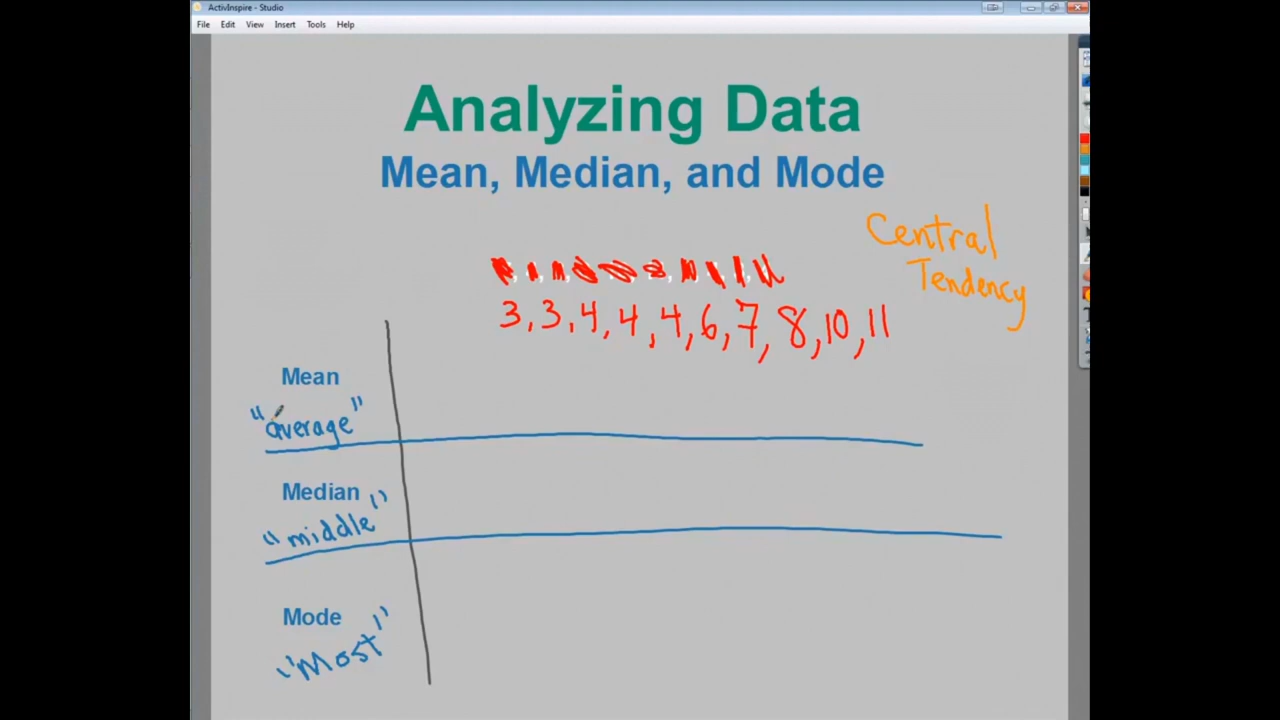 ActivInspire - Studio
File Edit View Insert Tools Help
Analyzing Data
Mean, Median, and Mode
Central
Tendency
3, 3, 4, 4, 4, 6, 7, 8, 10, 11
Mean
"average"
Median
"middle"
Mode
"Most"